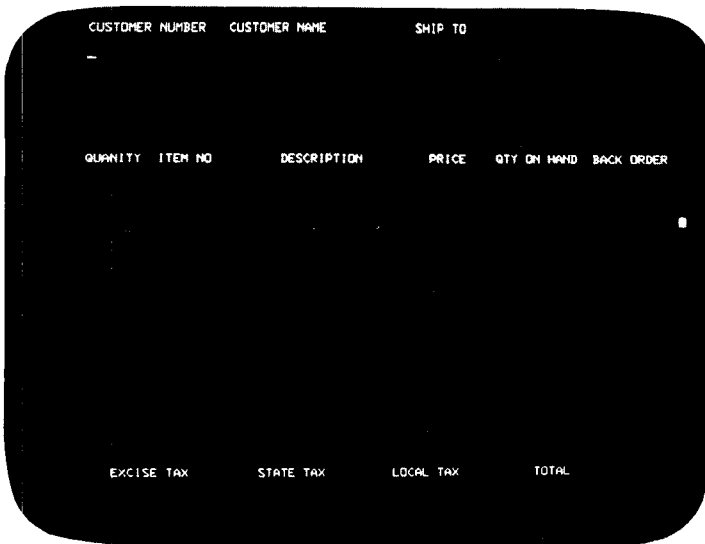 CUSTOMER NUMBER CUSTOMER NAME SHIP TO
QUANITY ITEM NO DESCRIPTION PRICE QTY ON HAND BACK ORDER
EXCISE TAX STATE TAX LOCAL TAX TOTAL